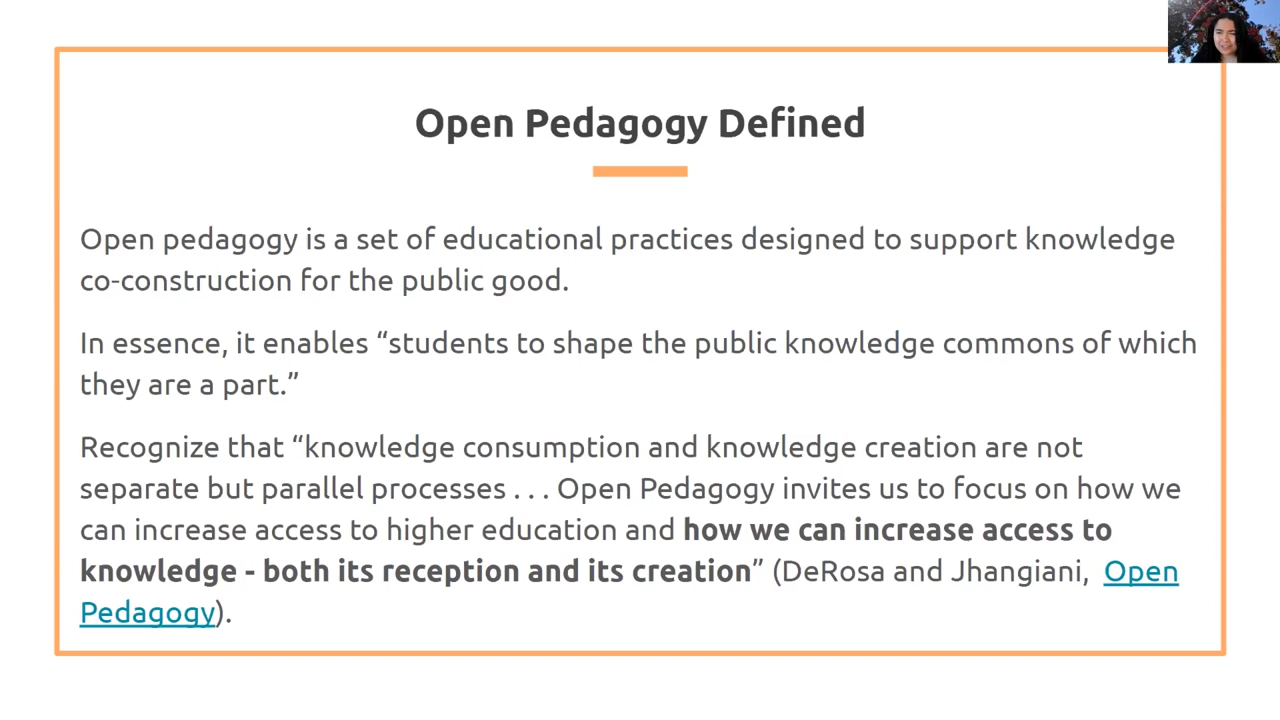 Open Pedagogy Defined
Open pedagogy is a set of educational practices designed to support knowledge
co-construction for the public good.
In essence, it enables “students to shape the public knowledge commons of which
they are a part.”
Recognize that “knowledge consumption and knowledge creation are not
separate but parallel processes . . . Open Pedagogy invites us to focus on how we
can increase access to higher education and how we can increase access to
knowledge - both its reception and its creation” (DeRosa and Jhangiani,  Open
Pedagogy).